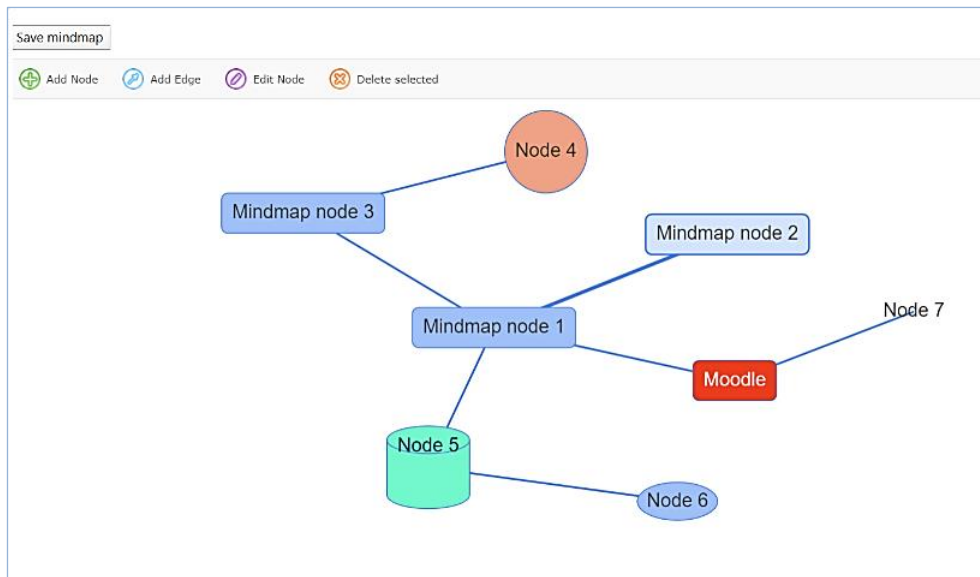 Save mindmap
Add Node
Add Edge
Edit Node
Delete selected
Node 4
Mindmap node 3
Mindmap node 2
Node 7
Mindmap node 1
Moodle
Node 5
Node 6